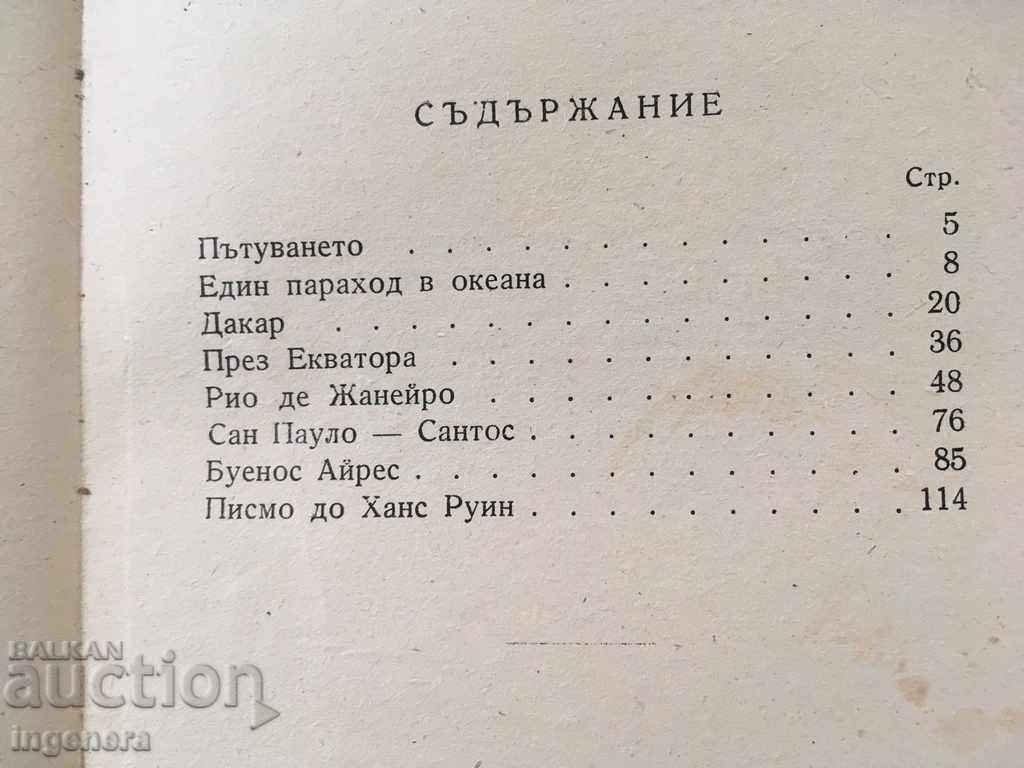 СЪДЪРЖАНИЕ
Стр.
Пътуването . . . . . . . . . . . . . 5
Един параход в океана . . . . . . . . . 8
Дакар . . . . . . . . . . . . . . . 20
През Екватора . . . . . . . . . . . . 36
Рио де Жанейро . . . . . . . . . . . 48
Сан Пауло — Сантос . . . . . . . . . . 76
Буенос Айрес . . . . . . . . . . . . . 85
Писмо до Ханс Руин . . . . . . . . . . 114
BALKAN
auction
ingenera